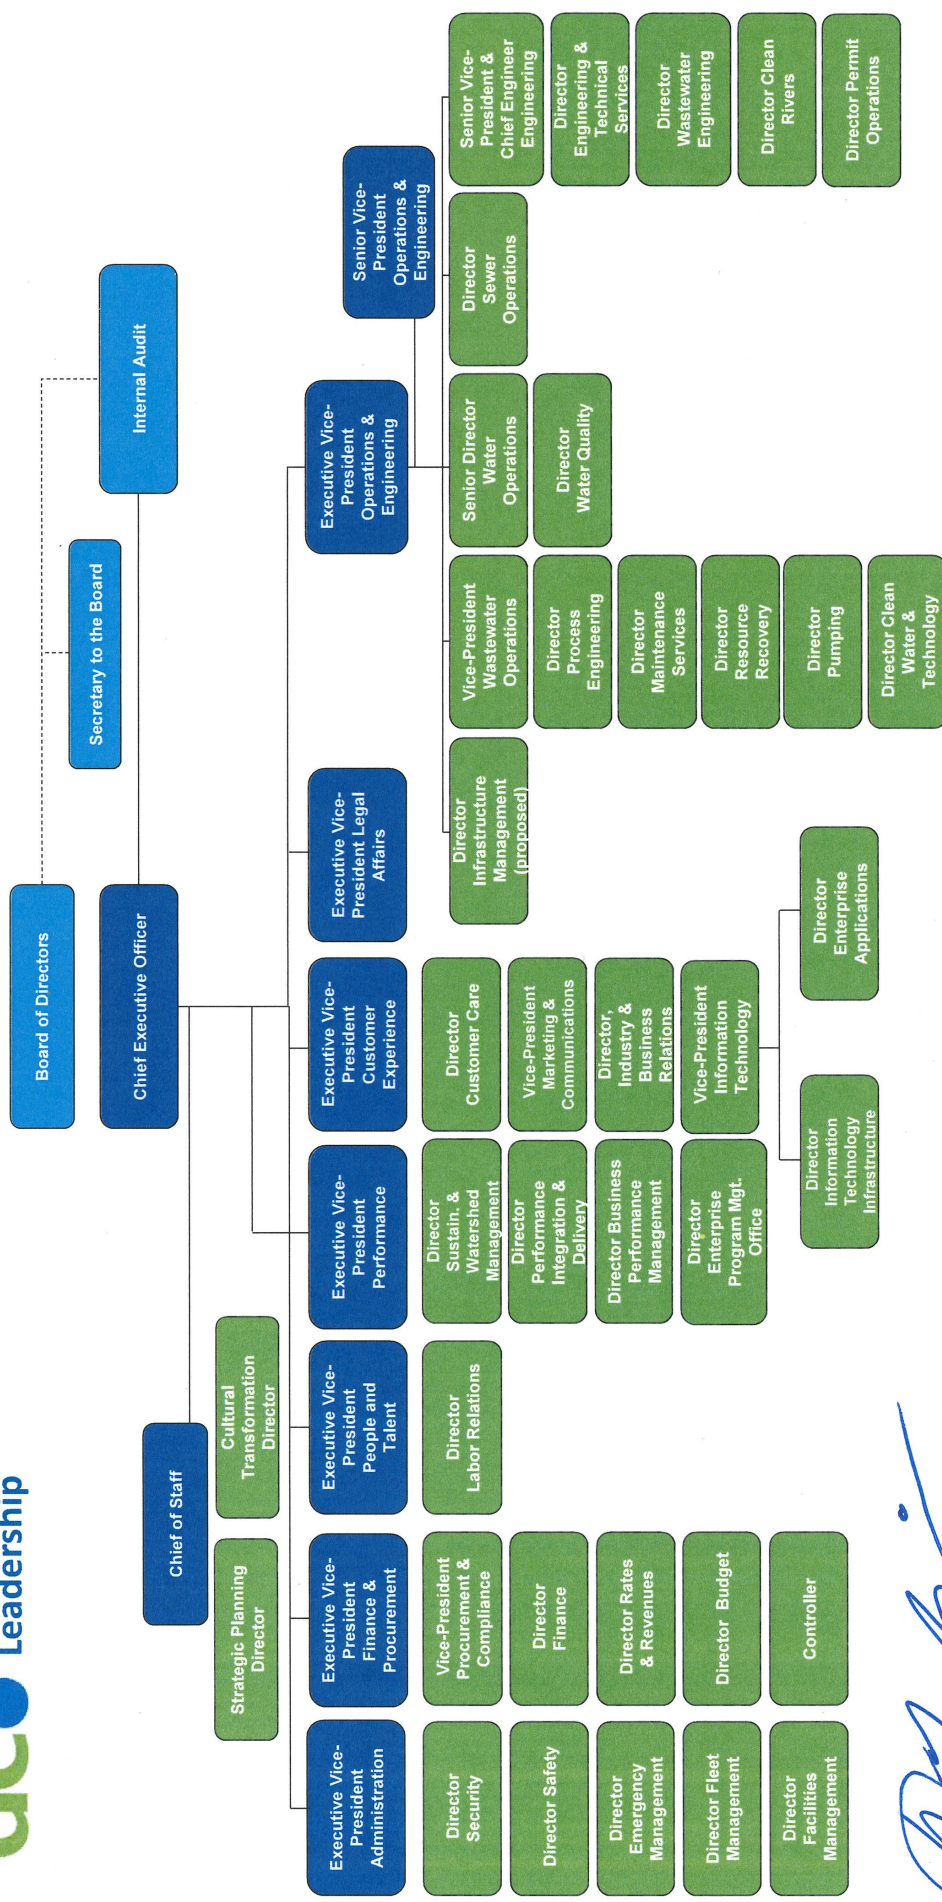 dc
Leadership
Board of Directors
Secretary to the Board
Chief Executive Officer
Internal Audit
Chief of Staff
Strategic Planning
Director
Cultural
Transformation
Director
Executive Vice-
President
Administration
Director
Security
Director Safety
Director
Emergency
Management
Director Fleet
Management
Director
Facilities
Management
Executive Vice-
President
Finance &
Procurement
Vice-President
Procurement &
Compliance
Director
Finance
Director Rates
& Revenues
Director Budget
Controller
Executive Vice-
President
People and
Talent
Director
Labor Relations
Executive Vice-
President
Performance
Director
Sustain. &
Watershed
Management
Director
Performance
Integration &
Delivery
Director Business
Performance
Management
Director
Enterprise
Program Mgt.
Office
Executive Vice-
President
Customer
Experience
Director
Customer Care
Vice-President
Marketing &
Communications
Director,
Industry &
Business
Relations
Vice-President
Information
Technology
Director
Information
Technology
Infrastructure
Director
Enterprise
Applications
Executive Vice-
President Legal
Affairs
Executive Vice-
President
Operations &
Engineering
Senior Vice-
President
Operations &
Engineering
Director
Infrastructure
Management
(proposed)
Vice-President
Wastewater
Operations
Director
Process
Engineering
Director
Maintenance
Services
Director
Resource
Recovery
Director
Pumping
Director Clean
Water &
Technology
Senior Director
Water
Operations
Director
Water Quality
Director
Sewer
Operations
Senior Vice-
President &
Chief Engineer
Engineering
Director
Engineering &
Technical
Services
Director
Wastewater
Engineering
Director Clean
Rivers
Director Permit
Operations